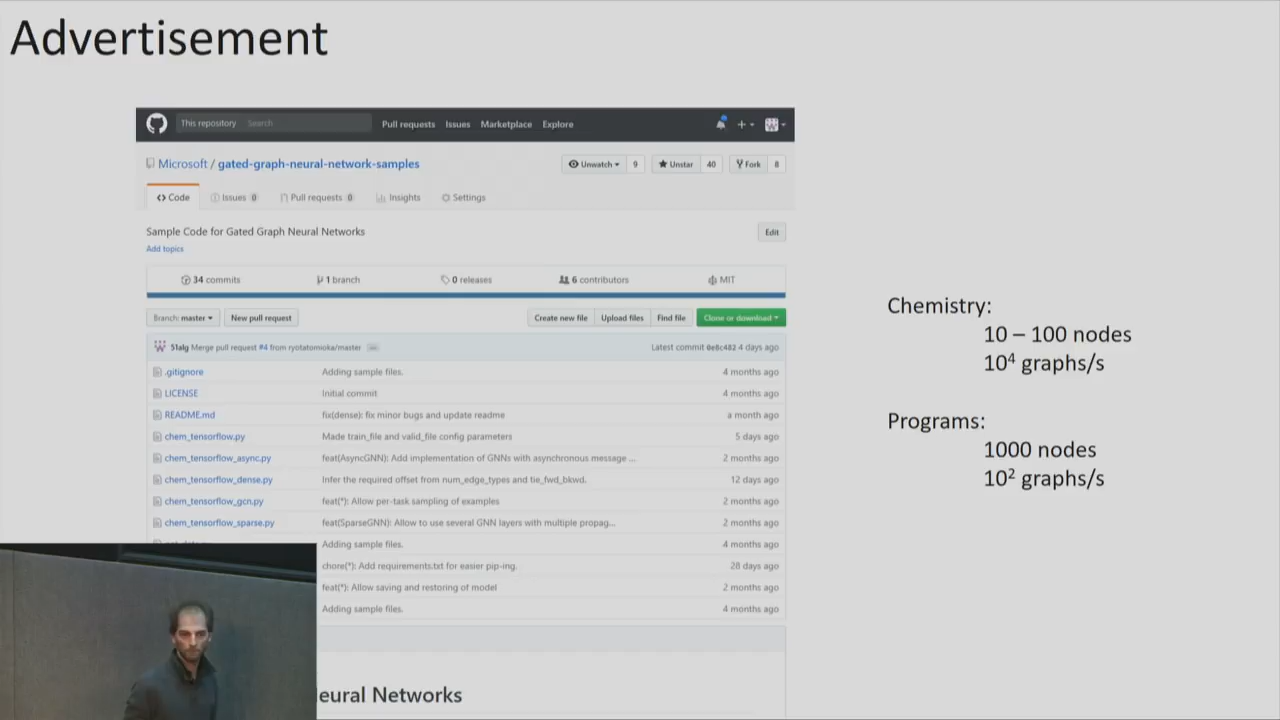 Advertisement
This repository Search Pull requests Issues Marketplace Explore
Microsoft / gated-graph-neural-network-samples Unwatch 9 Unstar 40 Fork 8
Code Issues 0 Pull requests 0 Insights Settings
Sample Code for Gated Graph Neural Networks Edit
Add topics
34 commits 1 branch 0 releases 6 contributors MIT
Branch: master New pull request Create new file Upload files Find file Clone or download
Merge pull request #4 from ryotatomioka/master ... Latest commit 0e8c482 4 days ago
.gitignore Adding sample files. 4 months ago
LICENSE Initial commit 4 months ago
README.md fix(dense): fix minor bugs and update readme a month ago
chem_tensorflow.py Made train_file and valid_file config parameters 5 days ago
chem_tensorflow_async.py feat(AsyncGNN): Add implementation of GNNs with asynchronous message ... 2 months ago
chem_tensorflow_dense.py Infer the required offset from num_edge_types and tie_fwd_bkwd. 12 days ago
chem_tensorflow_gcn.py feat(*): Allow per-task sampling of examples 2 months ago
chem_tensorflow_sparse.py feat(SparseGNN): Allow to use several GNN layers with multiple propag... 2 months ago
Adding sample files. 4 months ago
chore(*): Add requirements.txt for easier pip-ing. 28 days ago
feat(*): Allow saving and restoring of model 2 months ago
Adding sample files. 4 months ago
eural Networks
Chemistry:
10 – 100 nodes
10⁴ graphs/s
Programs:
1000 nodes
10² graphs/s